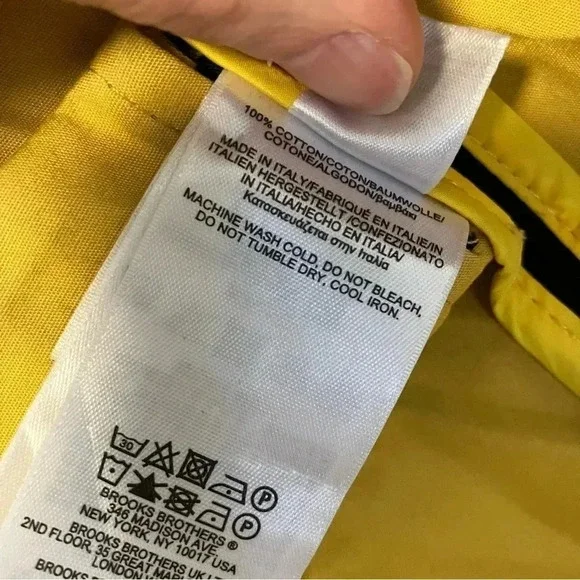 100% COTTON/COTON/BAUMWOLLE/
COTONE/ALGODON/βαμβάκι
MADE IN ITALY/FABRIQUÉ EN ITALIE/IN
ITALIEN HERGESTELLT /CONFEZIONATO
IN ITALIA/HECHO EN ITALIA/
Κατασκευάζεται στην Ιταλία
MACHINE WASH COLD. DO NOT BLEACH,
DO NOT TUMBLE DRY, COOL IRON.
30 P
P
BROOKS BROTHERS ®
346 MADISON AVE.
NEW YORK, NY 10017 USA
BROOKS BROTHERS UK
2ND FLOOR, 35 GREAT
LONDON